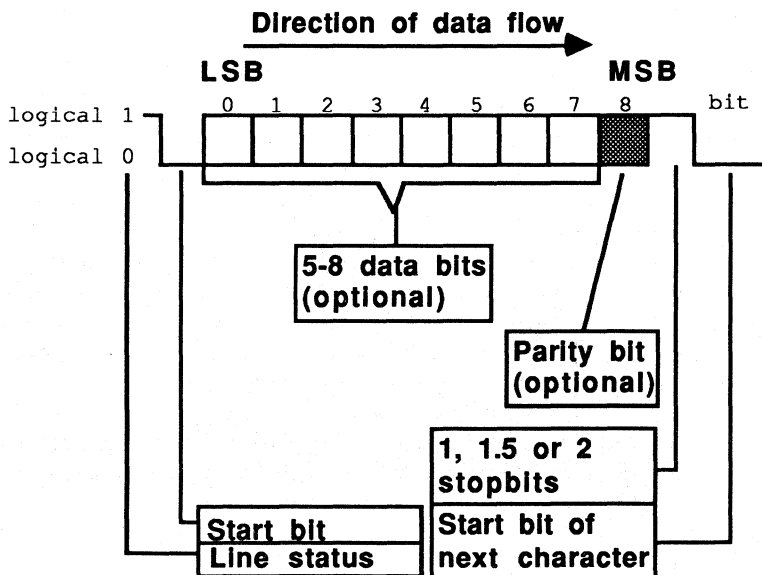 Direction of data flow
LSB MSB
0 1 2 3 4 5 6 7 8 bit
logical 1
logical 0
5-8 data bits
(optional)
Parity bit
(optional)
1, 1.5 or 2
stopbits
Start bit
Line status
Start bit of
next character